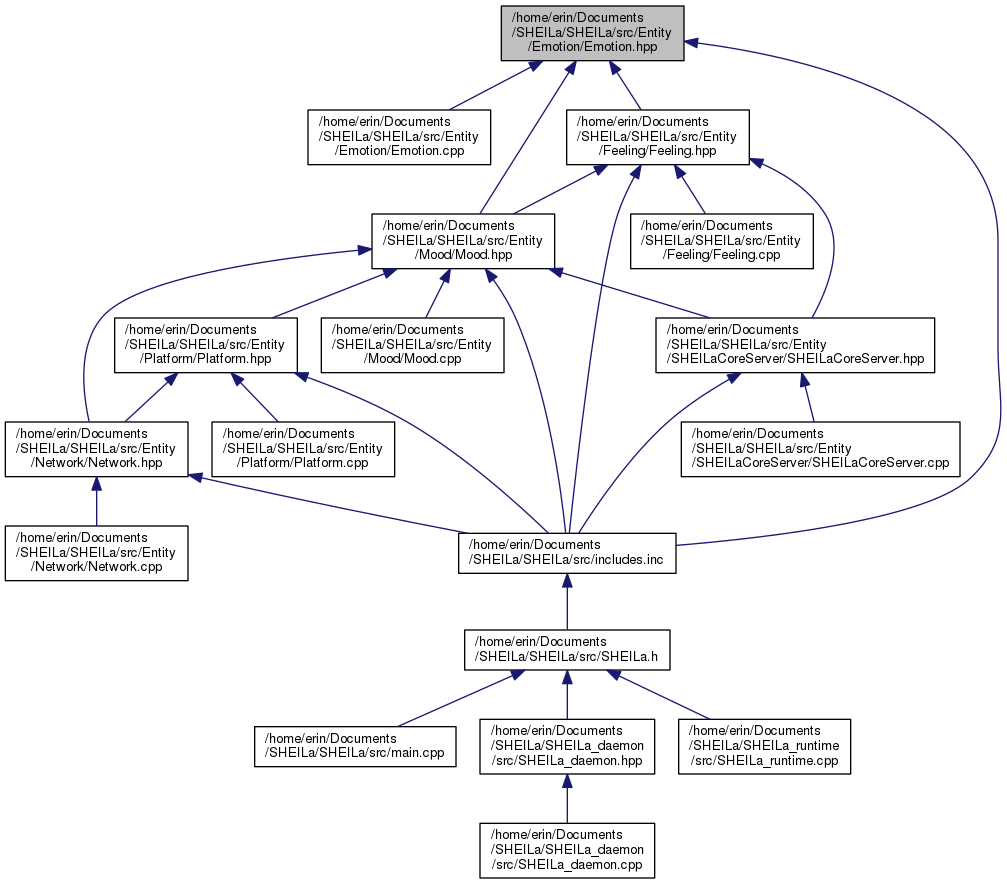 /home/erin/Documents
/SHEILa/SHEILa/src/Entity
/Emotion/Emotion.hpp
/home/erin/Documents
/SHEILa/SHEILa/src/Entity
/Emotion/Emotion.cpp
/home/erin/Documents
/SHEILa/SHEILa/src/Entity
/Feeling/Feeling.hpp
/home/erin/Documents
/SHEILa/SHEILa/src/Entity
/Mood/Mood.hpp
/home/erin/Documents
/SHEILa/SHEILa/src/Entity
/Feeling/Feeling.cpp
/home/erin/Documents
/SHEILa/SHEILa/src/Entity
/Platform/Platform.hpp
/home/erin/Documents
/SHEILa/SHEILa/src/Entity
/Mood/Mood.cpp
/home/erin/Documents
/SHEILa/SHEILa/src/Entity
/SHEILaCoreServer/SHEILaCoreServer.hpp
/home/erin/Documents
/SHEILa/SHEILa/src/Entity
/Network/Network.hpp
/home/erin/Documents
/SHEILa/SHEILa/src/Entity
/Platform/Platform.cpp
/home/erin/Documents
/SHEILa/SHEILa/src/Entity
/SHEILaCoreServer/SHEILaCoreServer.cpp
/home/erin/Documents
/SHEILa/SHEILa/src/Entity
/Network/Network.cpp
/home/erin/Documents
/SHEILa/SHEILa/src/includes.inc
/home/erin/Documents
/SHEILa/SHEILa/src/SHEILa.h
/home/erin/Documents
/SHEILa/SHEILa/src/main.cpp
/home/erin/Documents
/SHEILa/SHEILa_daemon
/src/SHEILa_daemon.hpp
/home/erin/Documents
/SHEILa/SHEILa_runtime
/src/SHEILa_runtime.cpp
/home/erin/Documents
/SHEILa/SHEILa_daemon
/src/SHEILa_daemon.cpp